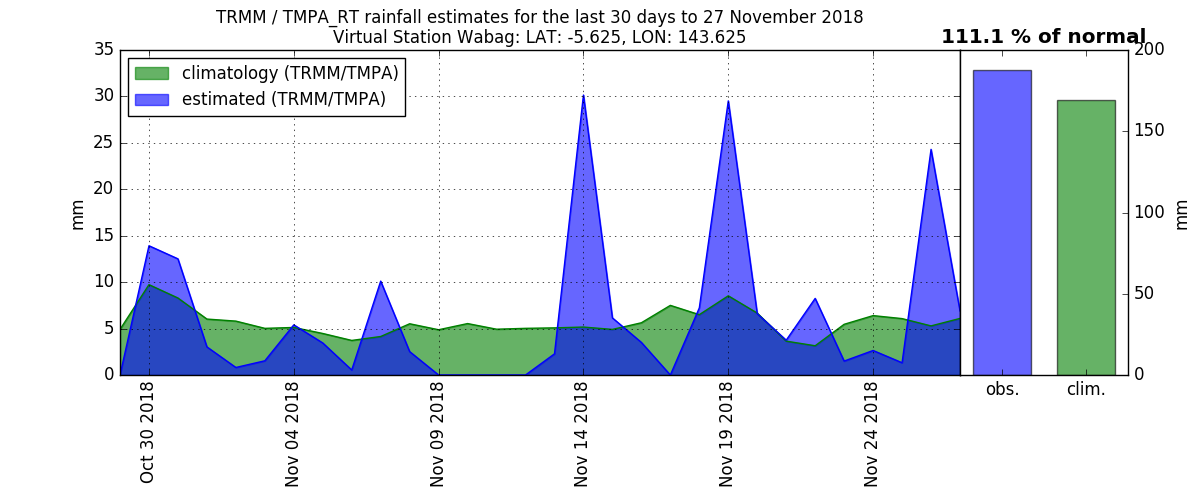 TRMM / TMPA_RT rainfall estimates for the last 30 days to 27 November 2018
Virtual Station Wabag: LAT: -5.625, LON: 143.625
111.1 % of normal
climatology (TRMM/TMPA)
estimated (TRMM/TMPA)
35
30
25
20
15
10
5
0
mm
Oct 30 2018
Nov 04 2018
Nov 09 2018
Nov 14 2018
Nov 19 2018
Nov 24 2018
200
150
100
50
0
mm
obs.
clim.